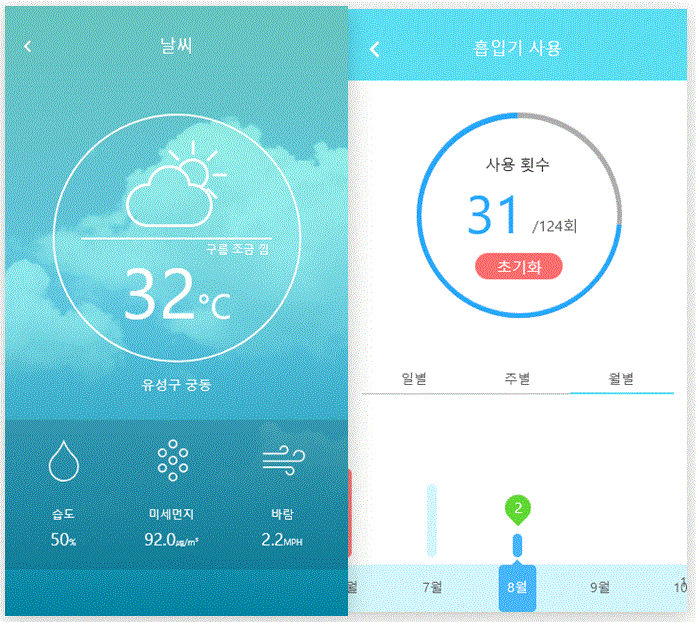 날씨
구름 조금 낌
32°C
유성구 궁동
습도
50%
미세먼지
92.0㎍/m³
바람
2.2MPH
흡입기 사용
사용 횟수
31 /124회
초기화
일별
주별
월별
2
월
7월
8월
9월
10
1